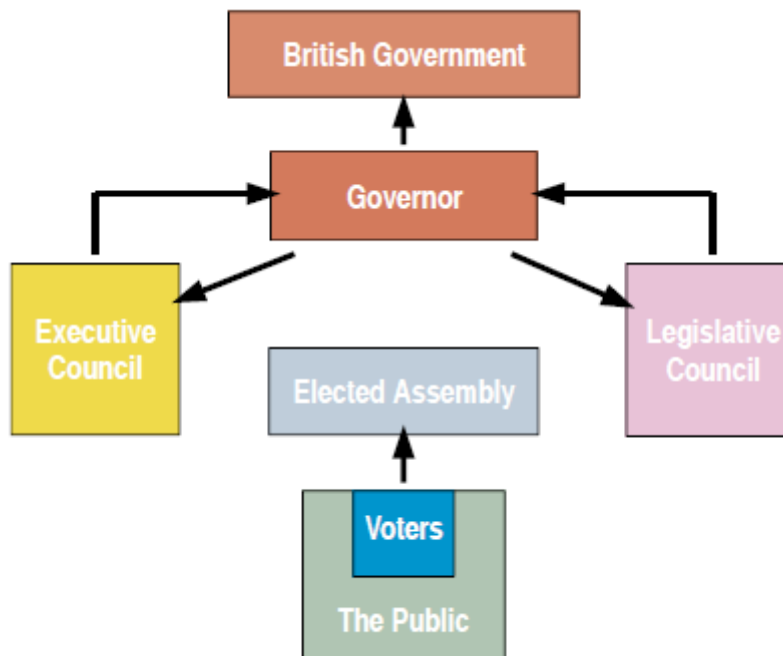 British Government
Governor
Executive
Council
Legislative
Council
Elected Assembly
Voters
The Public